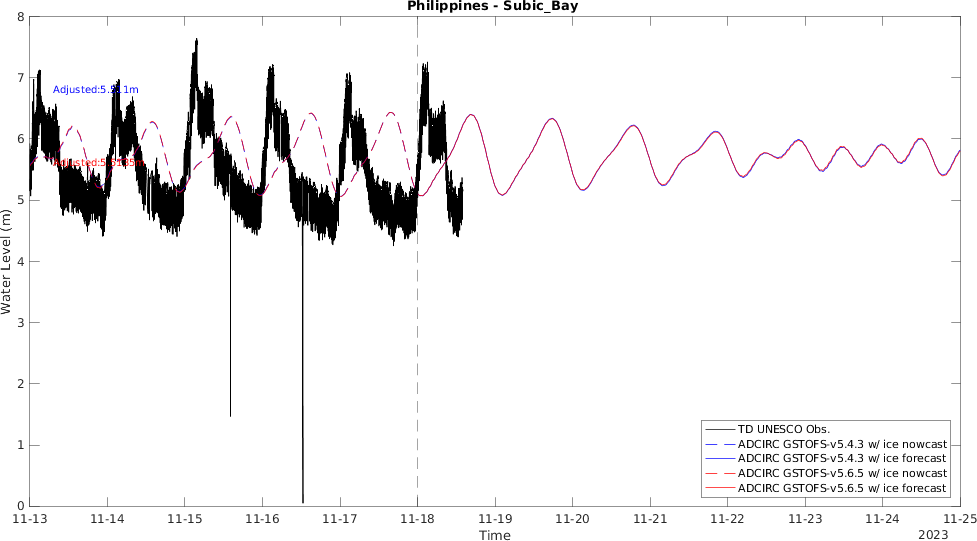 Philippines - Subic_Bay
8
7
6
5
4
3
2
1
0
Water Level (m)
Adjusted:
11-13
11-14
11-15
11-16
11-17
11-18
11-19
11-20
11-21
11-22
11-23
11-24
11-25
Time
2023
TD UNESCO Obs.
ADCIRC GSTOFS-v5.4.3 w/ ice nowcast
ADCIRC GSTOFS-v5.4.3 w/ ice forecast
ADCIRC GSTOFS-v5.6.5 w/ ice nowcast
ADCIRC GSTOFS-v5.6.5 w/ ice forecast